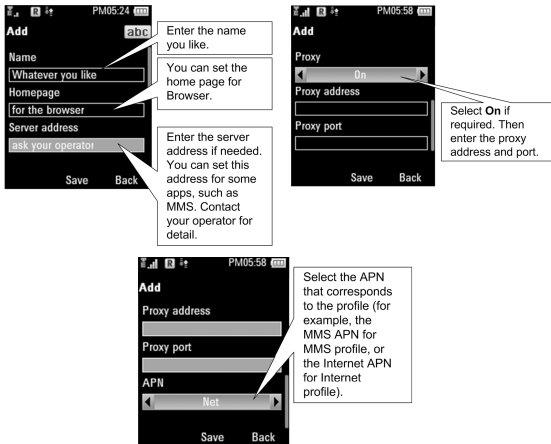 R PM05:24
Add abc
Name
Whatever you like
Homepage
for the browser
Server address
ask your operator
Save Back
Enter the name
you like.
You can set the
home page for
Browser.
Enter the server
address if needed.
You can set this
address for some
apps, such as
MMS. Contact
your operator for
detail.
R PM05:58
Add
Proxy
On
Proxy address
Proxy port
Save Back
Select On if
required. Then
enter the proxy
address and port.
R PM05:58
Add
Proxy address
Proxy port
APN
Net
Save Back
Select the APN
that corresponds
to the profile (for
example, the
MMS APN for
MMS profile, or
the Internet APN
for Internet
profile).